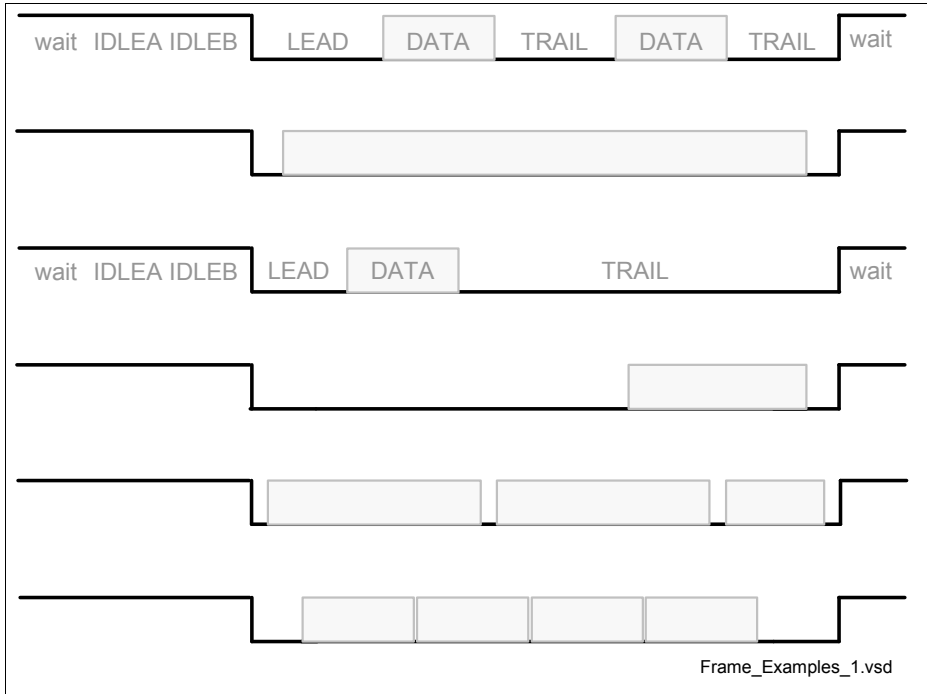 wait IDLEA IDLEB LEAD DATA TRAIL DATA TRAIL wait
wait IDLEA IDLEB LEAD DATA TRAIL wait
Frame_Examples_1.vsd